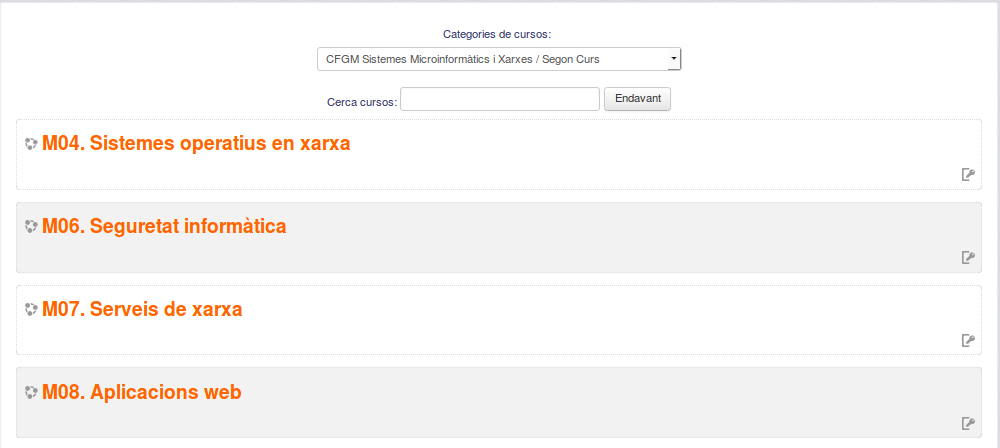 Categories de cursos:
CFGM Sistemes Microinformàtics i Xarxes / Segon Curs
Cerca cursos: Endavant
M04. Sistemes operatius en xarxa
M06. Seguretat informàtica
M07. Serveis de xarxa
M08. Aplicacions web